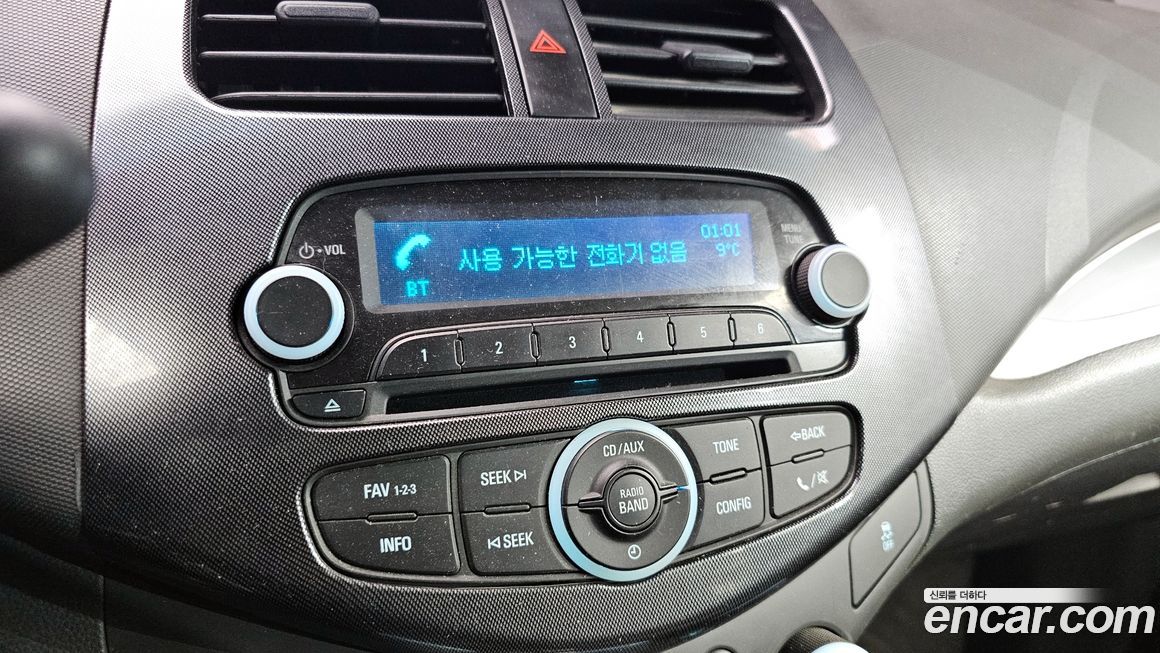 VOL
사용 가능한 전화기 없음
01:01
9°C
BT
MENU
TUNE
1 2 3 4 5 6
CD/AUX
RADIO
BAND
FAV 1-2-3
INFO
SEEK
SEEK
TONE
CONFIG
BACK
OFF
신뢰를 더하다
encar.com